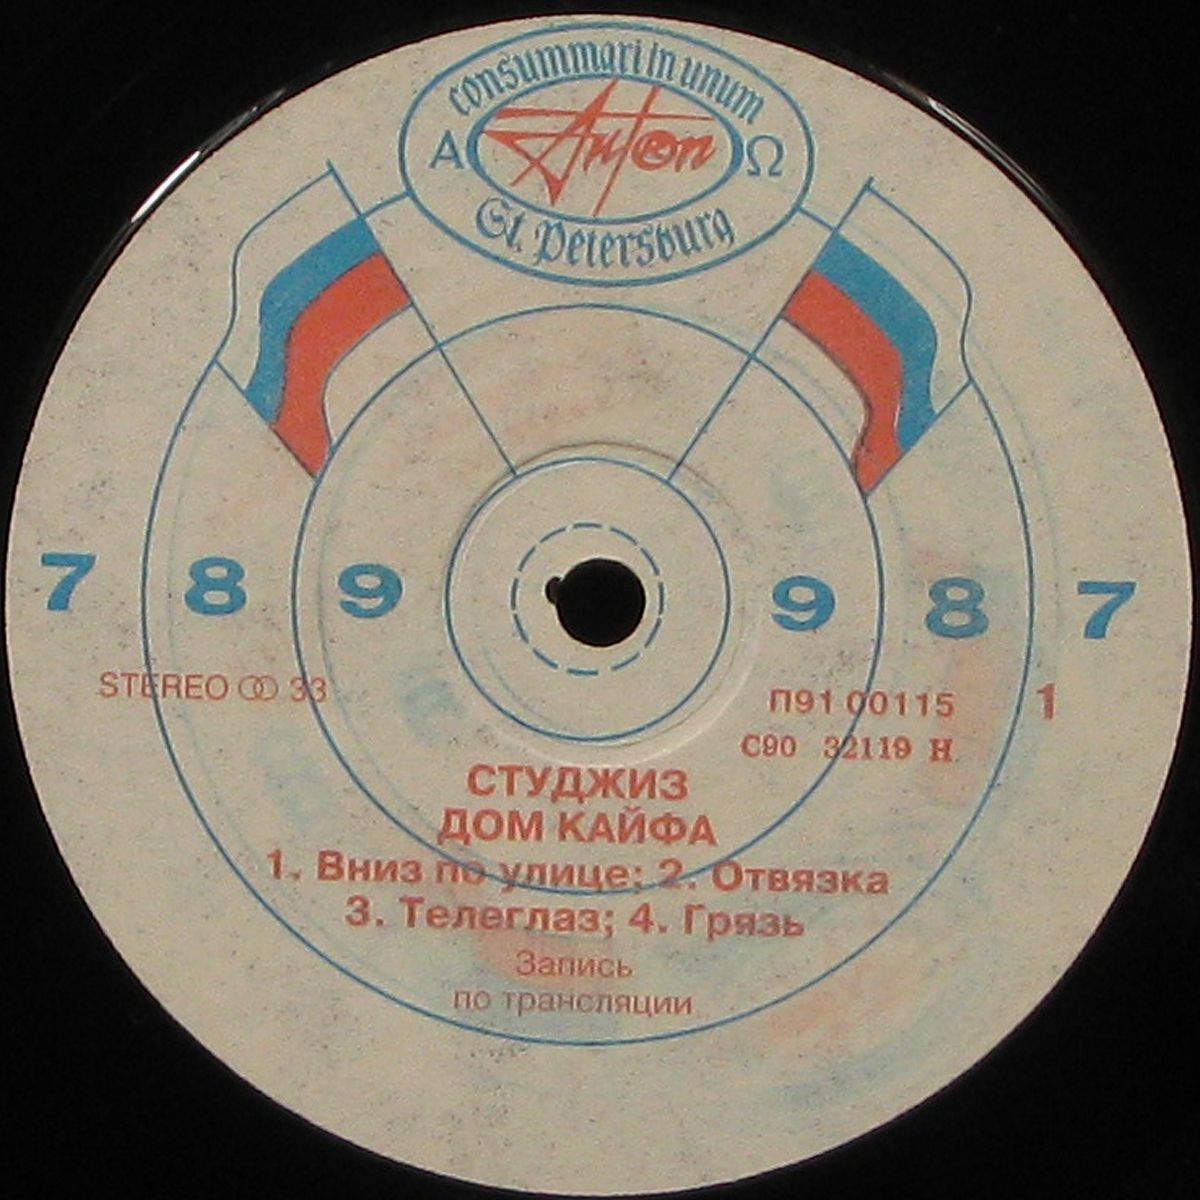 consummari in unum
Α Anton Ω
St. Petersburg
7 8 9 9 8 7
STEREO 33
П91 00115 1
С90 32119 Н
СТУДЖИЗ
ДОМ КАЙФА
1. Вниз по улице; 2. Отвязка
3. Телеглаз; 4. Грязь
Запись
по трансляции